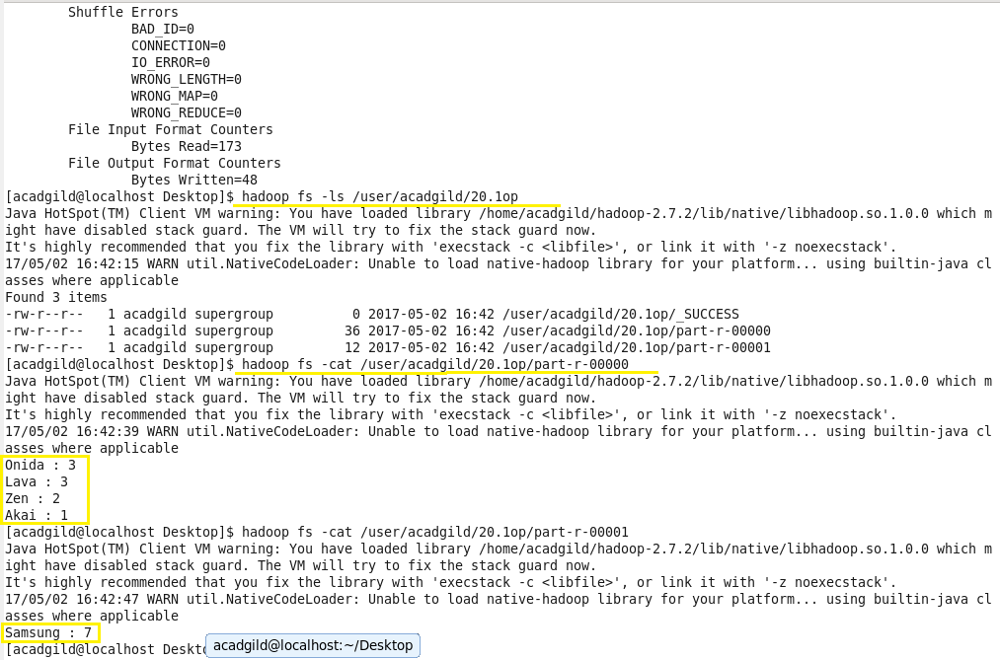 Shuffle Errors
BAD_ID=0
CONNECTION=0
IO_ERROR=0
WRONG_LENGTH=0
WRONG_MAP=0
WRONG_REDUCE=0
File Input Format Counters
Bytes Read=173
File Output Format Counters
Bytes Written=48
[acadgild@localhost Desktop]$ hadoop fs -ls /user/acadgild/20.1op
Java HotSpot(TM) Client VM warning: You have loaded library /home/acadgild/hadoop-2.7.2/lib/native/libhadoop.so.1.0.0 which m
ight have disabled stack guard. The VM will try to fix the stack guard now.
It's highly recommended that you fix the library with 'execstack -c <libfile>', or link it with '-z noexecstack'.
17/05/02 16:42:15 WARN util.NativeCodeLoader: Unable to load native-hadoop library for your platform... using builtin-java cl
asses where applicable
Found 3 items
-rw-r--r--   1 acadgild supergroup          0 2017-05-02 16:42 /user/acadgild/20.1op/_SUCCESS
-rw-r--r--   1 acadgild supergroup         36 2017-05-02 16:42 /user/acadgild/20.1op/part-r-00000
-rw-r--r--   1 acadgild supergroup         12 2017-05-02 16:42 /user/acadgild/20.1op/part-r-00001
[acadgild@localhost Desktop]$ hadoop fs -cat /user/acadgild/20.1op/part-r-00000
Java HotSpot(TM) Client VM warning: You have loaded library /home/acadgild/hadoop-2.7.2/lib/native/libhadoop.so.1.0.0 which m
ight have disabled stack guard. The VM will try to fix the stack guard now.
It's highly recommended that you fix the library with 'execstack -c <libfile>', or link it with '-z noexecstack'.
17/05/02 16:42:39 WARN util.NativeCodeLoader: Unable to load native-hadoop library for your platform... using builtin-java cl
asses where applicable
Onida : 3
Lava : 3
Zen : 2
Akai : 1
[acadgild@localhost Desktop]$ hadoop fs -cat /user/acadgild/20.1op/part-r-00001
Java HotSpot(TM) Client VM warning: You have loaded library /home/acadgild/hadoop-2.7.2/lib/native/libhadoop.so.1.0.0 which m
ight have disabled stack guard. The VM will try to fix the stack guard now.
It's highly recommended that you fix the library with 'execstack -c <libfile>', or link it with '-z noexecstack'.
17/05/02 16:42:47 WARN util.NativeCodeLoader: Unable to load native-hadoop library for your platform... using builtin-java cl
asses where applicable
Samsung : 7
[acadgild@localhost Deskto
acadgild@localhost:~/Desktop